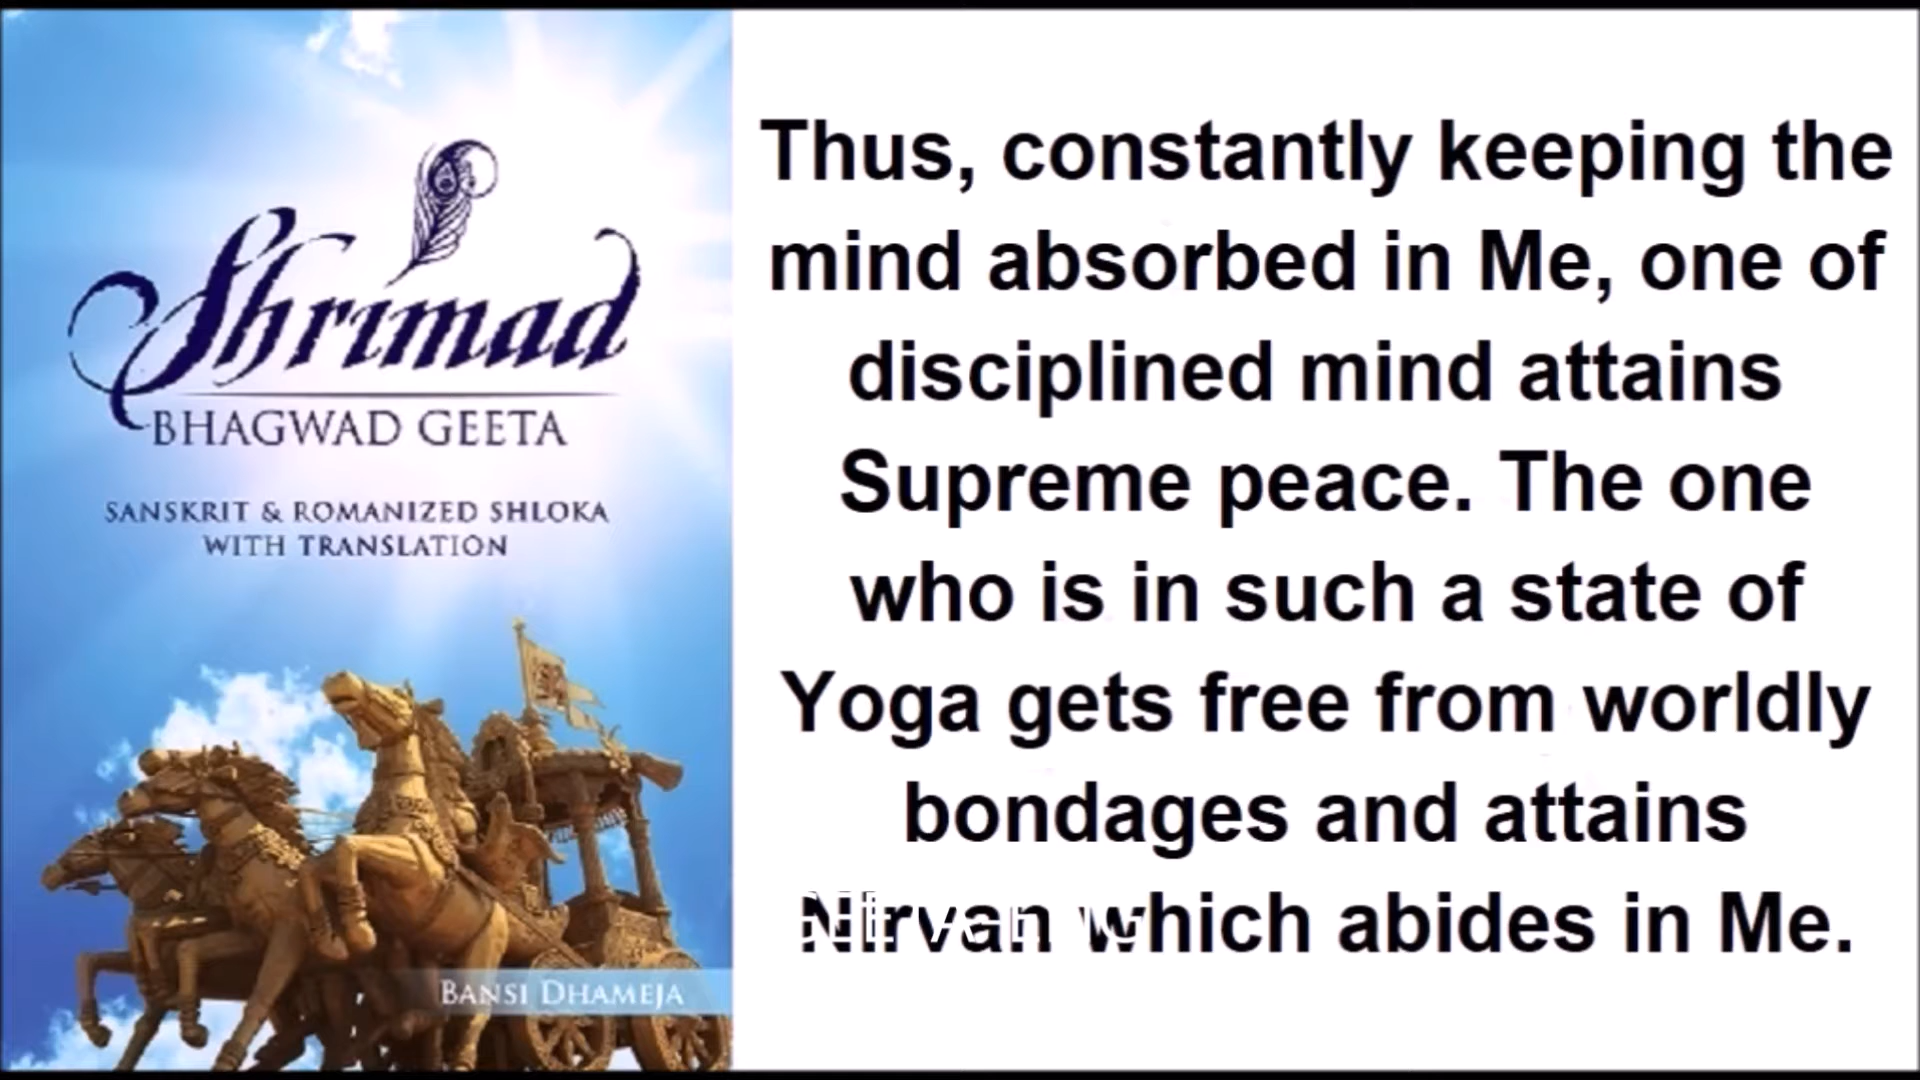 Shrimad
BHAGWAD GEETA
SANSKRIT & ROMANIZED SHLOKA
WITH TRANSLATION
BANSI DHAMEJA
Thus, constantly keeping the
mind absorbed in Me, one of
disciplined mind attains
Supreme peace. The one
who is in such a state of
Yoga gets free from worldly
bondages and attains
Nirvan which abides in Me.